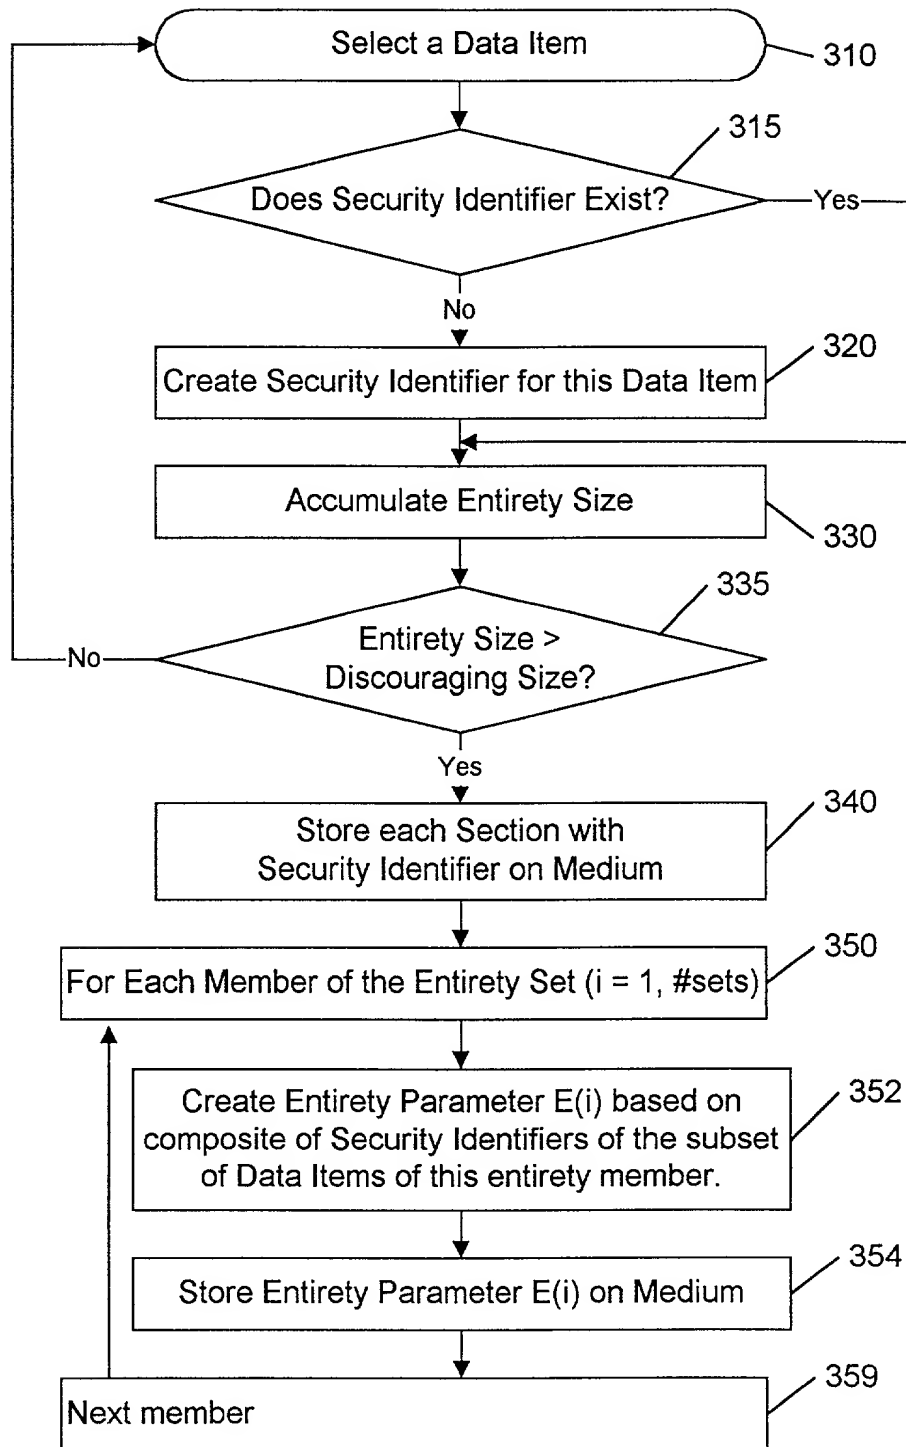 Select a Data Item
310
315
Does Security Identifier Exist?
Yes
No
320
Create Security Identifier for this Data Item
Accumulate Entirety Size
330
335
Entirety Size >
Discouraging Size?
No
Yes
340
Store each Section with
Security Identifier on Medium
350
For Each Member of the Entirety Set (i = 1, #sets)
352
Create Entirety Parameter E(i) based on
composite of Security Identifiers of the subset
of Data Items of this entirety member.
354
Store Entirety Parameter E(i) on Medium
359
Next member